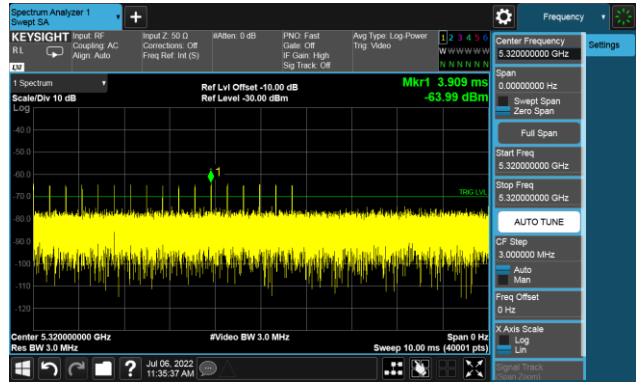 Spectrum Analyzer 1
Swept SA
Frequency
KEYSIGHT
RL
Input: RF
Coupling: AC
Align: Auto
Input Z: 50 Ω
Corrections: Off
Freq Ref: Int (S)
#Atten: 0 dB
PNO: Fast
Gate: Off
IF Gain: High
Sig Track: Off
Avg Type: Log-Power
Trig: Video
1 2 3 4 5 6
W W W W W W
N N N N N N
LXI
1 Spectrum
Scale/Div 10 dB
Log
Ref Lvl Offset -10.00 dB
Ref Level -30.00 dBm
Mkr1 3.909 ms
-63.99 dBm
-40.0
-50.0
-60.0
-70.0
-80.0
-90.0
-100
-110
-120
1
TRIG LVL
Center 5.320000000 GHz
Res BW 3.0 MHz
#Video BW 3.0 MHz
Span 0 Hz
Sweep 10.00 ms (40001 pts)
Jul 06, 2022
11:35:37 AM
Center Frequency
5.320000000 GHz
Settings
Span
0.00000000 Hz
Swept Span
Zero Span
Full Span
Start Freq
5.320000000 GHz
Stop Freq
5.320000000 GHz
AUTO TUNE
CF Step
3.000000 MHz
Auto
Man
Freq Offset
0 Hz
X Axis Scale
Log
Lin
Signal Track
(Span Zoom)